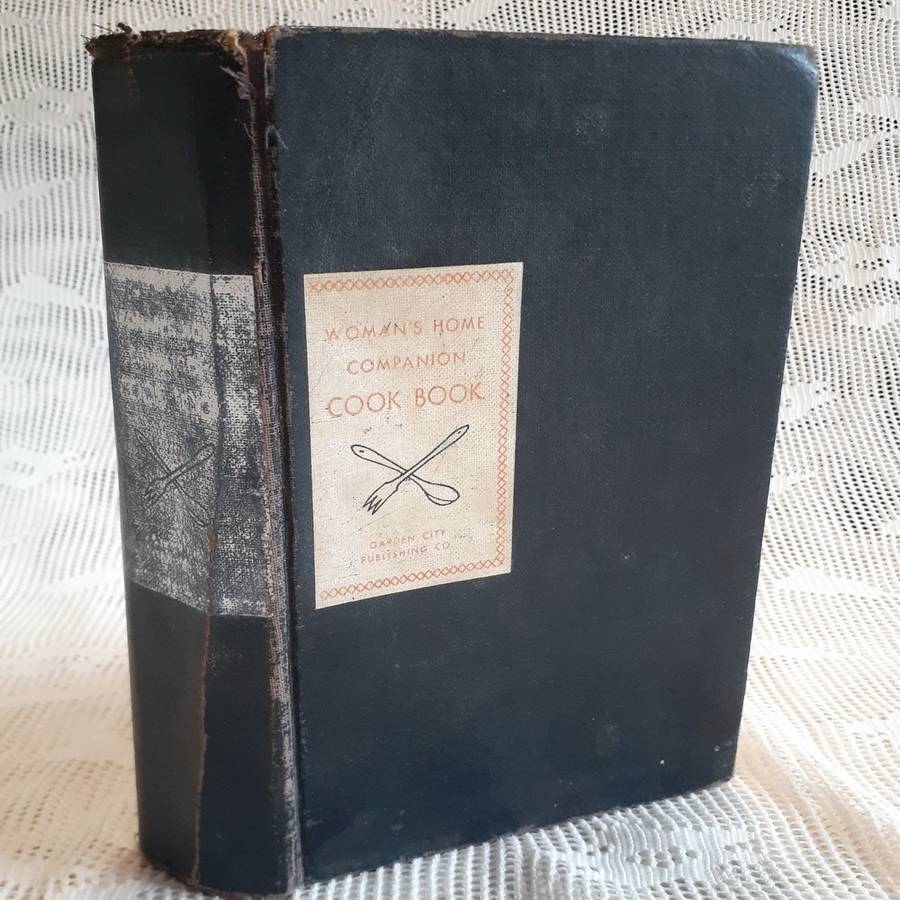 WOMAN'S HOME
COMPANION
COOK BOOK
GARDEN CITY
PUBLISHING CO